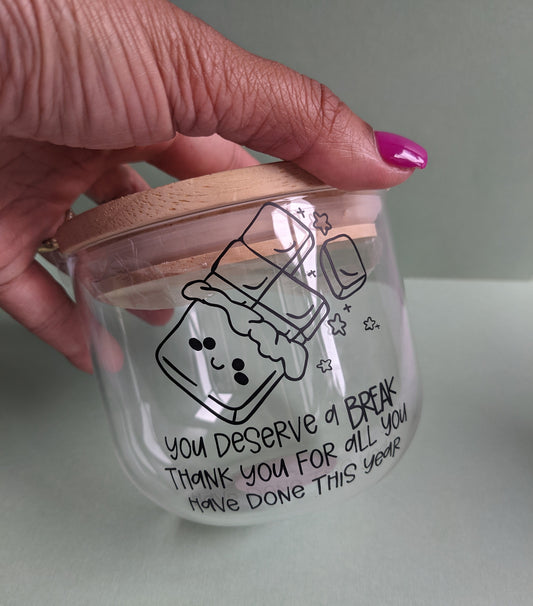 YOU DESERVE a BREAK
THaNK YOU FOR aLL YOU
HaVE DONE THIS YEaR